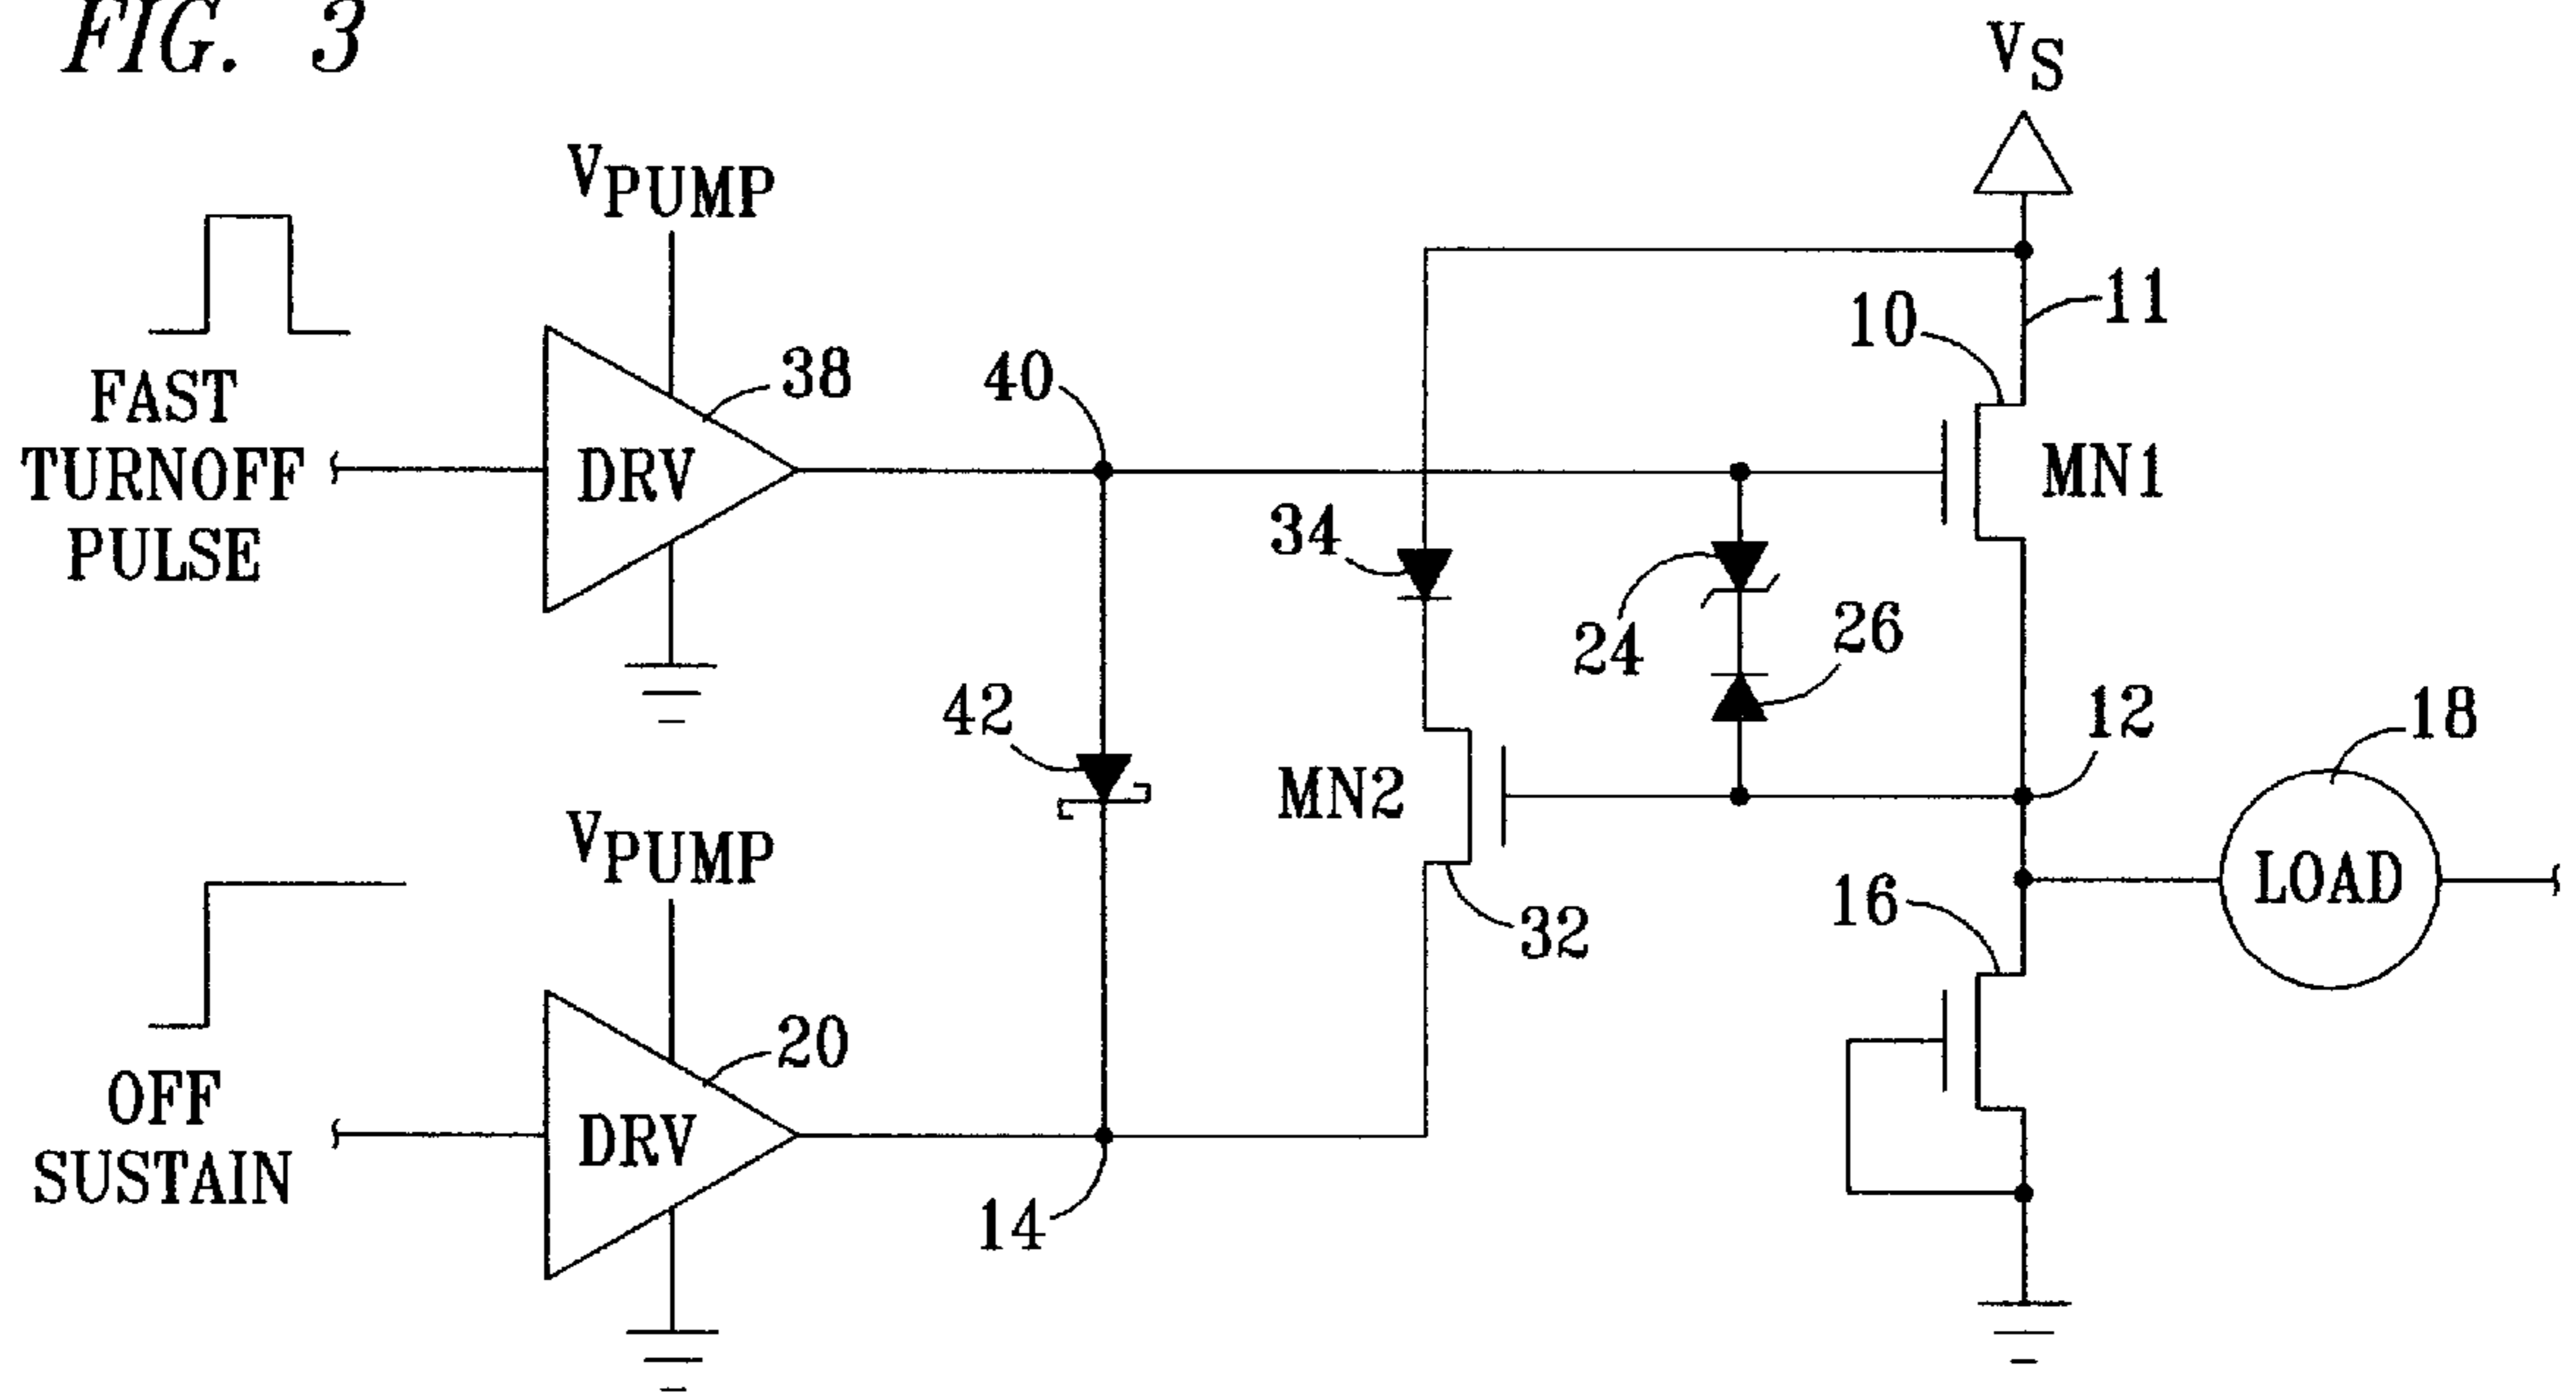 FIG. 3
VS
VPUMP
10
11
FAST
TURNOFF
PULSE
DRV
38
40
MN1
34
24
26
42
12
18
MN2
LOAD
VPUMP
16
32
OFF
SUSTAIN
DRV
20
14